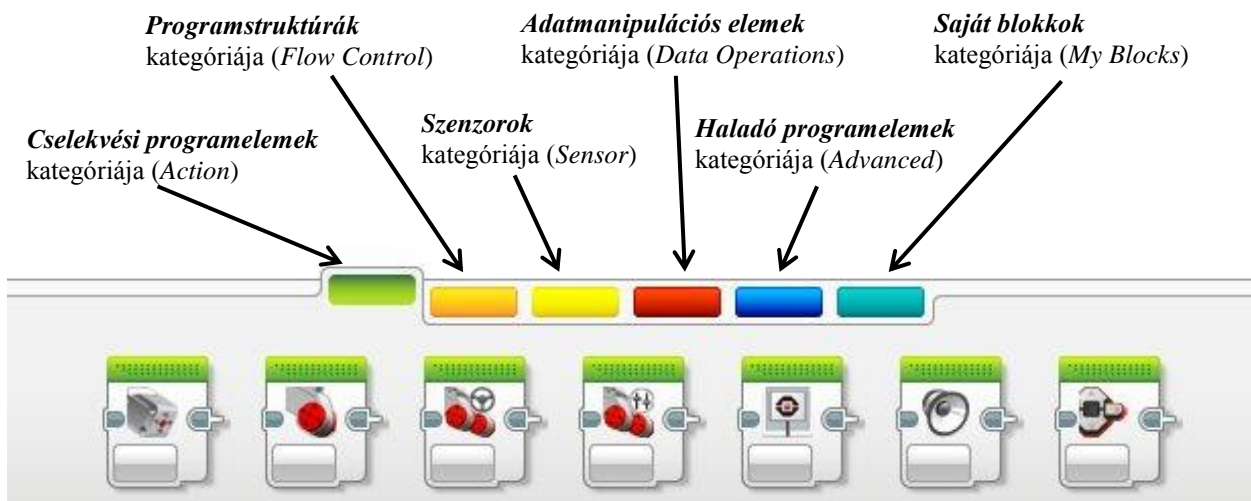 Programstruktúrák
kategóriája (Flow Control)
Adatmanipulációs elemek
kategóriája (Data Operations)
Saját blokkok
kategóriája (My Blocks)
Cselekvési programelemek
kategóriája (Action)
Szenzorok
kategóriája (Sensor)
Haladó programelemek
kategóriája (Advanced)